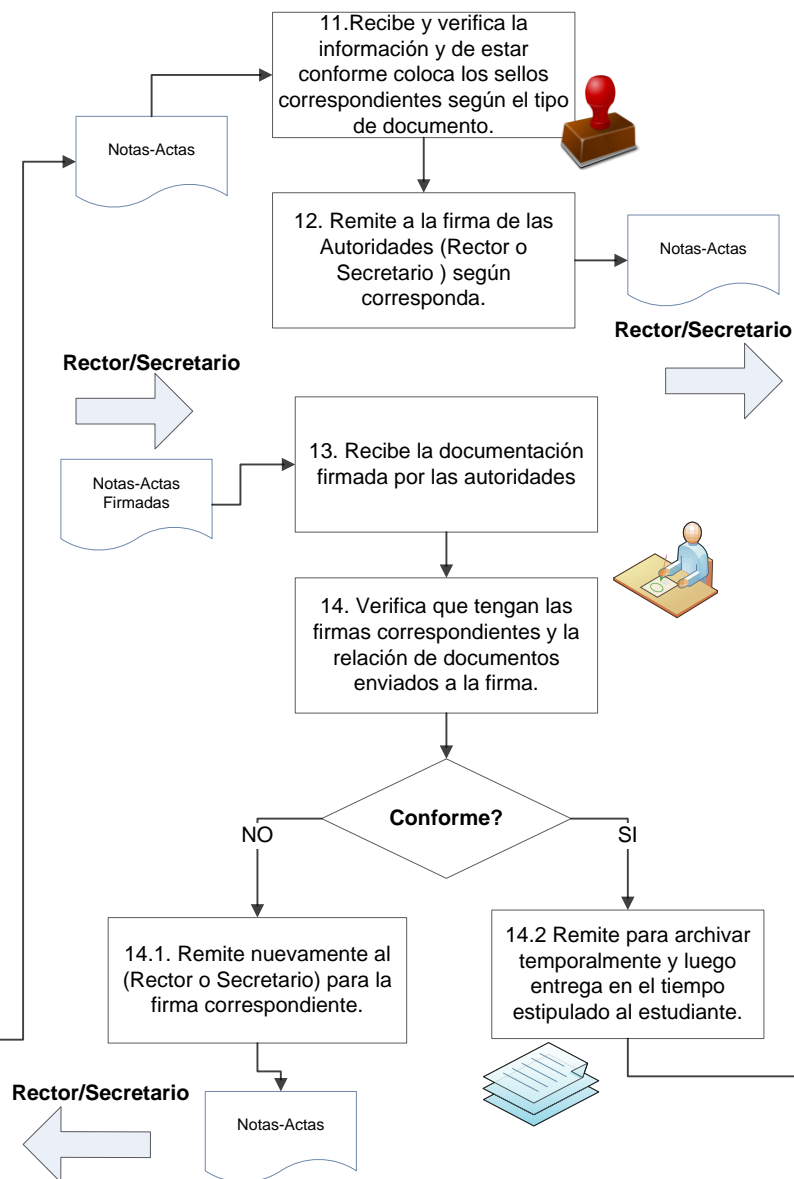 11.Recibe y verifica la
información y de estar
conforme coloca los sellos
correspondientes según el tipo
de documento.
Notas-Actas
12. Remite a la firma de las
Autoridades (Rector o
Secretario ) según
corresponda.
Notas-Actas
Rector/Secretario
Rector/Secretario
13. Recibe la documentación
firmada por las autoridades
Notas-Actas
Firmadas
14. Verifica que tengan las
firmas correspondientes y la
relación de documentos
enviados a la firma.
Conforme?
NO
SI
14.1. Remite nuevamente al
(Rector o Secretario) para la
firma correspondiente.
14.2 Remite para archivar
temporalmente y luego
entrega en el tiempo
estipulado al estudiante.
Rector/Secretario
Notas-Actas